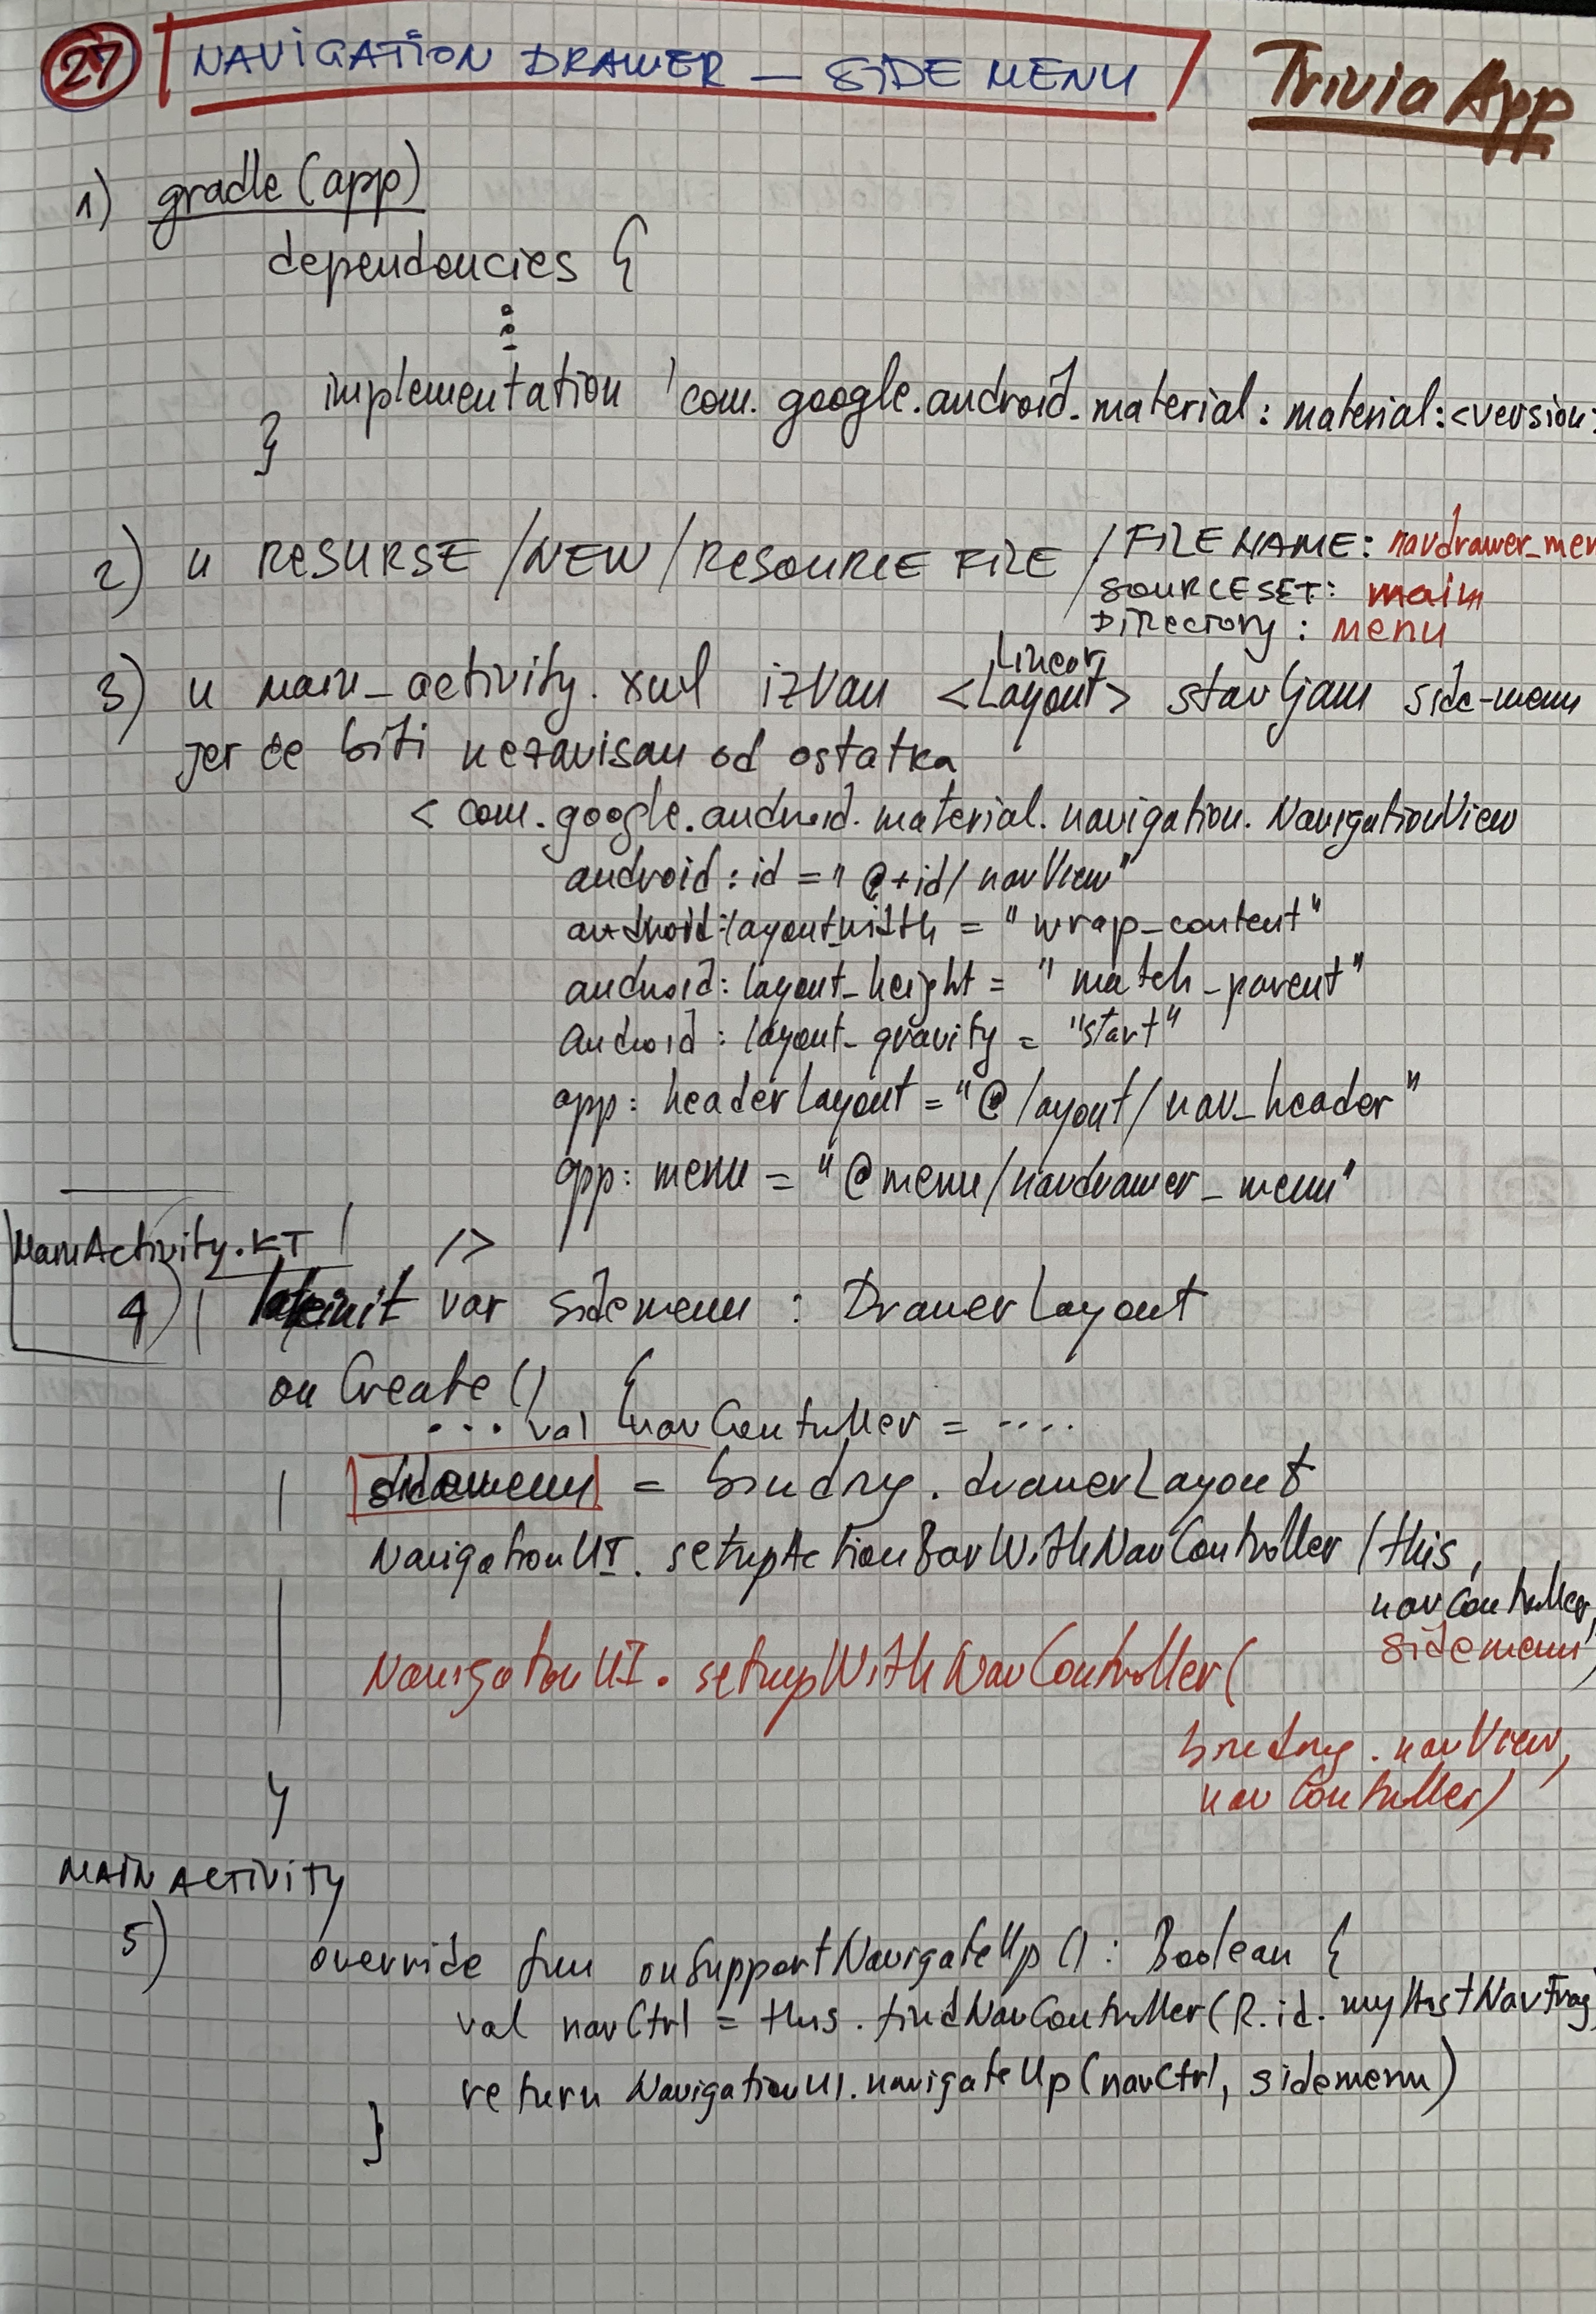 27 NAVIGATION DRAWER — SIDE MENU Trivia App
1) gradle (app)
dependencies {
⋮
implementation 'com.google.android.material:material:<version>
}
2) u RESURSE / NEW / RESOURCE FILE / FILE NAME: navdrawer_men
SOURCE SET: main
DIRECTORY: menu
3) u main_activity.xml izvan <Linear Layout> stavljam side-menu
jer će biti nezavisan od ostatka
< com.google.android.material.navigation.NavigationView
android:id = "@+id/navView"
android:layout_width = "wrap_content"
android:layout_height = "match_parent"
android:layout_gravity = "start"
app:headerLayout = "@layout/nav_header"
app:menu = "@menu/navdrawer_menu"
/>
MainActivity.KT
4) lateinit var sidemenu : DrawerLayout
onCreate() {
... val navController = ....
sidemenu = binding.drawerLayout
NavigationUI.setupActionBarWithNavController(this,
navController,
sidemenu)
NavigationUI.setupWithNavController(
binding.navView,
navController)
}
MAIN ACTIVITY
5) override fun onSupportNavigateUp() : Boolean {
val navCtrl = this.findNavController(R.id.myHostNavFrag
return NavigationUI.navigateUp(navCtrl, sidemenu)
}